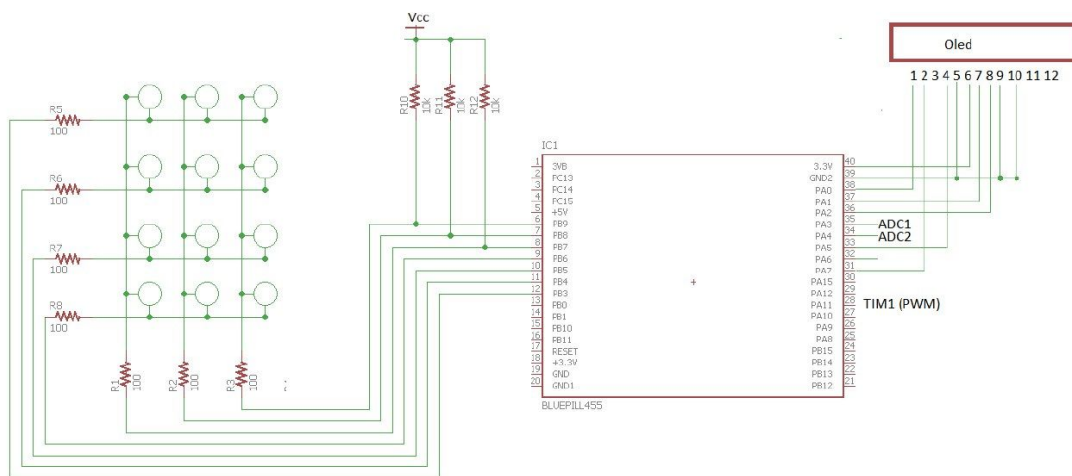 Vcc
Oled
1 2 3 4 5 6 7 8 9 10 11 12
R5
100
R6
100
R7
100
R8
100
R1
100
R2
100
R3
100
R10
10k
R11
10k
R12
10k
IC1
1 3VB
2 PC13
3 PC14
4 PC15
5 +5V
6 PB9
7 PB8
8 PB7
9 PB6
10 PB5
11 PB4
12 PB3
13 PB0
14 PB1
15 PB10
16 PB11
17 RESET
18 +3.3V
19 GND
20 GND1
3.3V 40
GND2 39
PA0 38
PA1 37
PA2 36
PA3 35
PA4 34
PA5 33
PA6 32
PA7 31
PA15 30
PA12 29
PA11 28
PA10 27
PA9 26
PA8 25
PB15 24
PB14 23
PB13 22
PB12 21
ADC1
ADC2
TIM1 (PWM)
BLUEPILL455